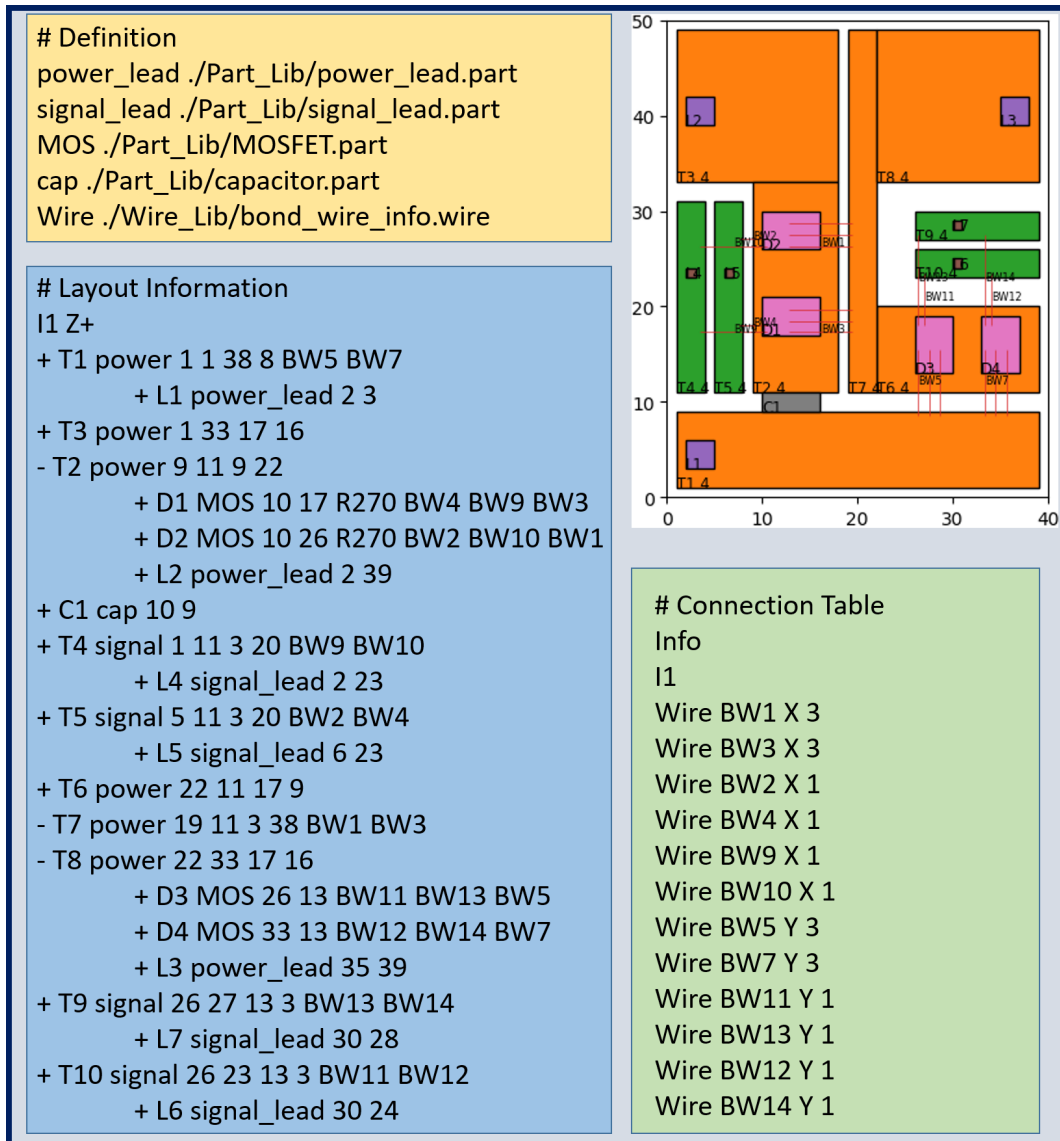 # Definition
power_lead ./Part_Lib/power_lead.part
signal_lead ./Part_Lib/signal_lead.part
MOS ./Part_Lib/MOSFET.part
cap ./Part_Lib/capacitor.part
Wire ./Wire_Lib/bond_wire_info.wire
# Layout Information
I1 Z+
+ T1 power 1 1 38 8 BW5 BW7
+ L1 power_lead 2 3
+ T3 power 1 33 17 16
- T2 power 9 11 9 22
+ D1 MOS 10 17 R270 BW4 BW9 BW3
+ D2 MOS 10 26 R270 BW2 BW10 BW1
+ L2 power_lead 2 39
+ C1 cap 10 9
+ T4 signal 1 11 3 20 BW9 BW10
+ L4 signal_lead 2 23
+ T5 signal 5 11 3 20 BW2 BW4
+ L5 signal_lead 6 23
+ T6 power 22 11 17 9
- T7 power 19 11 3 38 BW1 BW3
- T8 power 22 33 17 16
+ D3 MOS 26 13 BW11 BW13 BW5
+ D4 MOS 33 13 BW12 BW14 BW7
+ L3 power_lead 35 39
+ T9 signal 26 27 13 3 BW13 BW14
+ L7 signal_lead 30 28
+ T10 signal 26 23 13 3 BW11 BW12
+ L6 signal_lead 30 24
50
40
30
20
10
0
L2
L3
T3 4
T8 4
BW2
D2
BW10
BW1
T9 4
L7
L4
L5
T10 4
L6
BW13
BW14
BW11
BW12
BW4
BW9
D1
BW3
D3
D4
BW5
BW7
T4 4
T5 4
T2 4
T7 4
T6 4
C1
L1
T1 4
0
10
20
30
40
# Connection Table
Info
I1
Wire BW1 X 3
Wire BW3 X 3
Wire BW2 X 1
Wire BW4 X 1
Wire BW9 X 1
Wire BW10 X 1
Wire BW5 Y 3
Wire BW7 Y 3
Wire BW11 Y 1
Wire BW13 Y 1
Wire BW12 Y 1
Wire BW14 Y 1